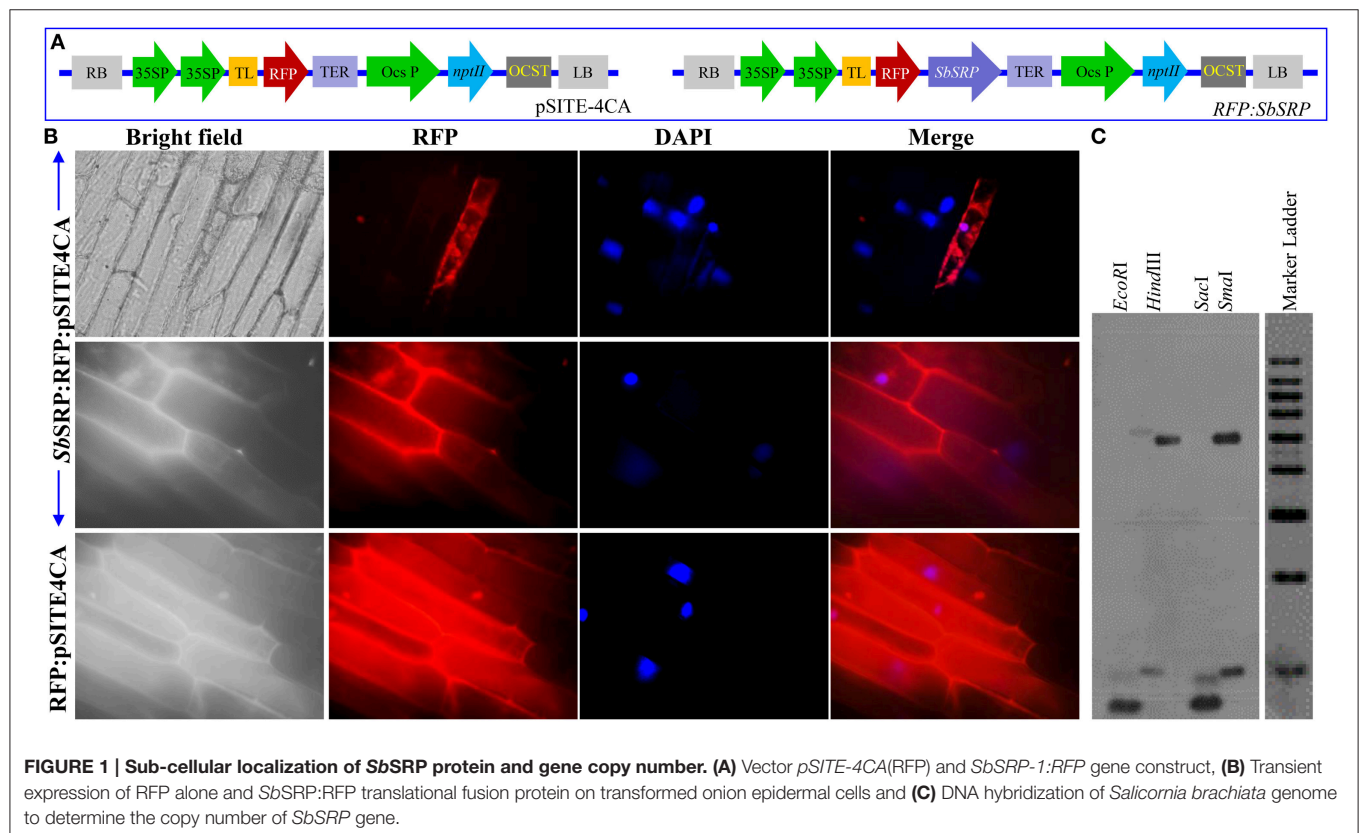 A
RB 35SP 35SP TL RFP TER Ocs P nptII OCST LB
pSITE-4CA
RB 35SP 35SP TL RFP SbSRP TER Ocs P nptII OCST LB
RFP:SbSRP
B
Bright field RFP DAPI Merge
SbSRP:RFP:pSITE4CA
RFP:pSITE4CA
C
EcoRI
HindIII
SacI
SmaI
Marker Ladder
FIGURE 1 | Sub-cellular localization of SbSRP protein and gene copy number. (A) Vector pSITE-4CA(RFP) and SbSRP-1:RFP gene construct, (B) Transient
expression of RFP alone and SbSRP:RFP translational fusion protein on transformed onion epidermal cells and (C) DNA hybridization of Salicornia brachiata genome
to determine the copy number of SbSRP gene.